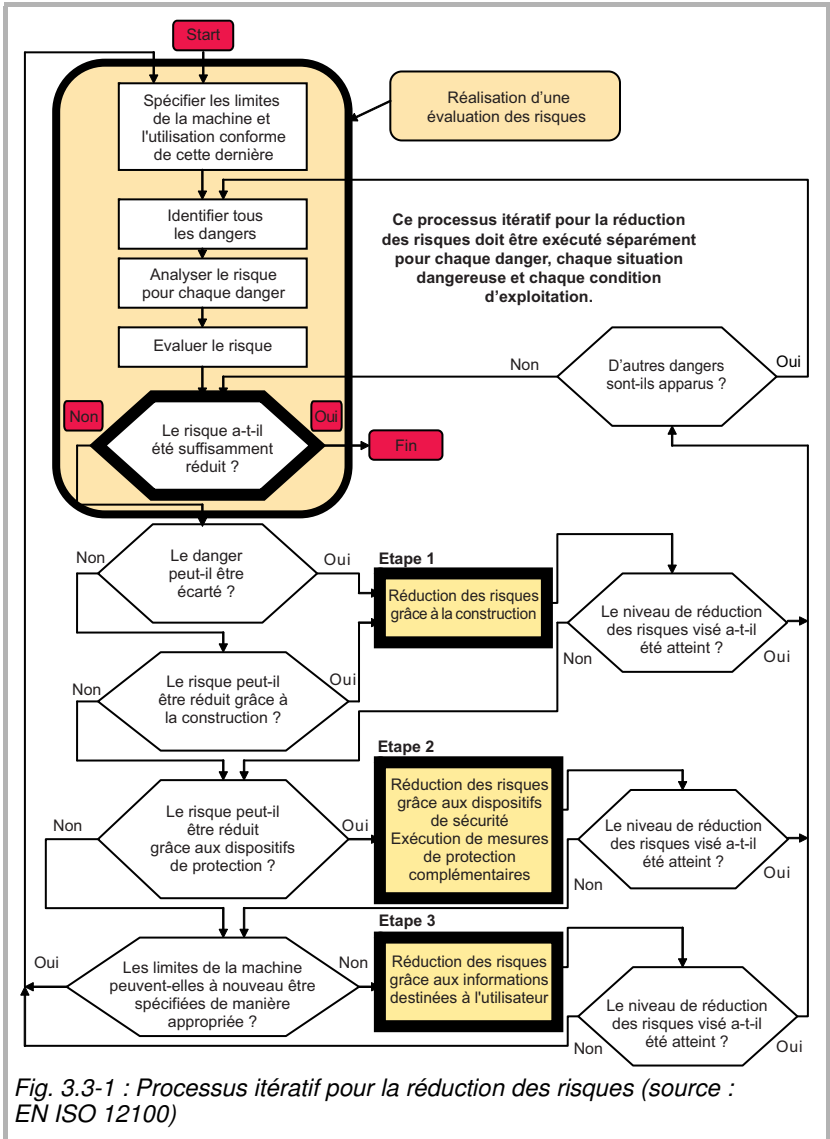 Start
Spécifier les limites
de la machine et
l'utilisation conforme
de cette dernière
Réalisation d'une
évaluation des risques
Identifier tous
les dangers
Ce processus itératif pour la réduction
des risques doit être exécuté séparément
pour chaque danger, chaque situation
dangereuse et chaque condition
d'exploitation.
Analyser le risque
pour chaque danger
Evaluer le risque
Non
D'autres dangers
sont-ils apparus ?
Oui
Non
Oui
Le risque a-t-il
été suffisamment
réduit ?
Fin
Non
Le danger
peut-il être
écarté ?
Oui
Etape 1
Réduction des risques
grâce à la construction
Le niveau de réduction
des risques visé a-t-il
été atteint ?
Non
Oui
Non
Le risque peut-il
être réduit grâce à
la construction ?
Oui
Etape 2
Réduction des risques
grâce aux dispositifs
de sécurité
Exécution de mesures
de protection
complémentaires
Non
Le risque peut-il
être réduit
grâce aux dispositifs
de protection ?
Oui
Le niveau de réduction
des risques visé a-t-il
été atteint ?
Non
Oui
Etape 3
Oui
Les limites de la machine
peuvent-elles à nouveau être
spécifiées de manière
appropriée ?
Non
Réduction des risques
grâce aux informations
destinées à l'utilisateur
Le niveau de réduction
des risques visé a-t-il
été atteint ?
Non
Oui
Fig. 3.3-1 : Processus itératif pour la réduction des risques (source :
EN ISO 12100)